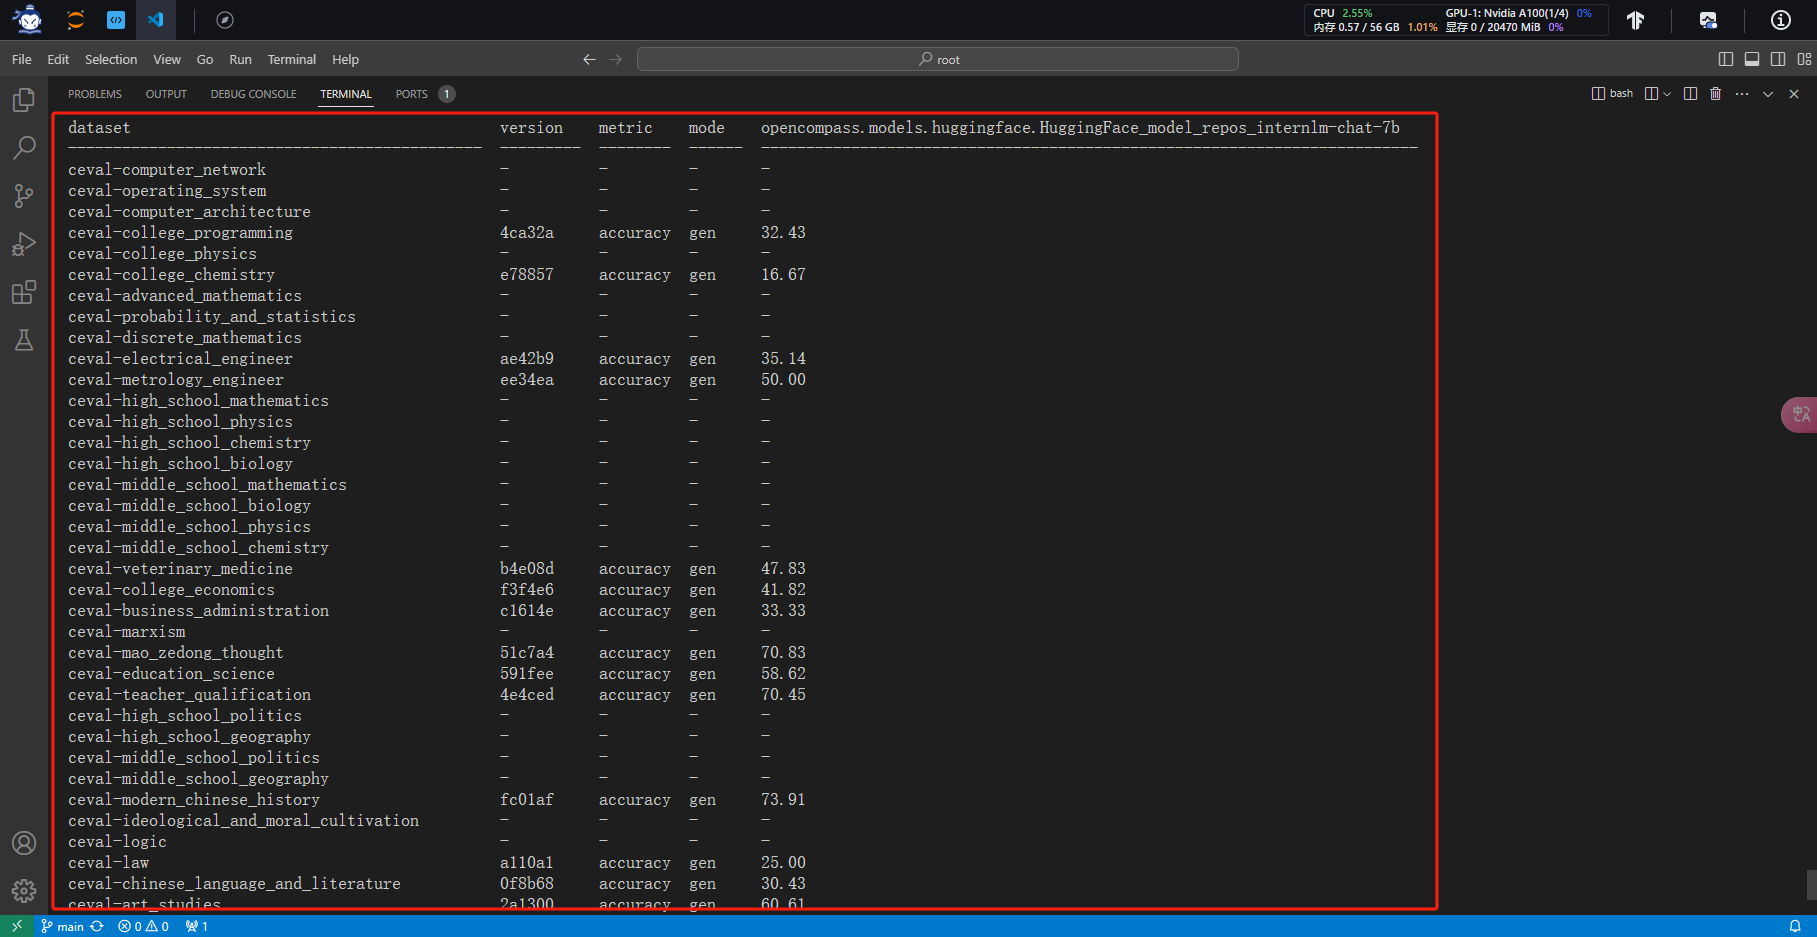 CPU 2.55% GPU-1: Nvidia A100(1/4) 0%
内存 0.57 / 56 GB 1.01% 显存 0 / 20470 MiB 0%
File Edit Selection View Go Run Terminal Help root
PROBLEMS OUTPUT DEBUG CONSOLE TERMINAL PORTS 1 bash
dataset version metric mode opencompass.models.huggingface.HuggingFace_model_repos_internlm-chat-7b
---------------------------------------------- --------- -------- ------ -------------------------------------------------------------------------
ceval-computer_network - - - -
ceval-operating_system - - - -
ceval-computer_architecture - - - -
ceval-college_programming 4ca32a accuracy gen 32.43
ceval-college_physics - - - -
ceval-college_chemistry e78857 accuracy gen 16.67
ceval-advanced_mathematics - - - -
ceval-probability_and_statistics - - - -
ceval-discrete_mathematics - - - -
ceval-electrical_engineer ae42b9 accuracy gen 35.14
ceval-metrology_engineer ee34ea accuracy gen 50.00
ceval-high_school_mathematics - - - -
ceval-high_school_physics - - - -
ceval-high_school_chemistry - - - -
ceval-high_school_biology - - - -
ceval-middle_school_mathematics - - - -
ceval-middle_school_biology - - - -
ceval-middle_school_physics - - - -
ceval-middle_school_chemistry - - - -
ceval-veterinary_medicine b4e08d accuracy gen 47.83
ceval-college_economics f3f4e6 accuracy gen 41.82
ceval-business_administration c1614e accuracy gen 33.33
ceval-marxism - - - -
ceval-mao_zedong_thought 51c7a4 accuracy gen 70.83
ceval-education_science 591fee accuracy gen 58.62
ceval-teacher_qualification 4e4ced accuracy gen 70.45
ceval-high_school_politics - - - -
ceval-high_school_geography - - - -
ceval-middle_school_politics - - - -
ceval-middle_school_geography - - - -
ceval-modern_chinese_history fc01af accuracy gen 73.91
ceval-ideological_and_moral_cultivation - - - -
ceval-logic - - - -
ceval-law a110a1 accuracy gen 25.00
ceval-chinese_language_and_literature 0f8b68 accuracy gen 30.43
ceval-art_studies 2a1300 accuracy gen 60.61
main 0 0 1